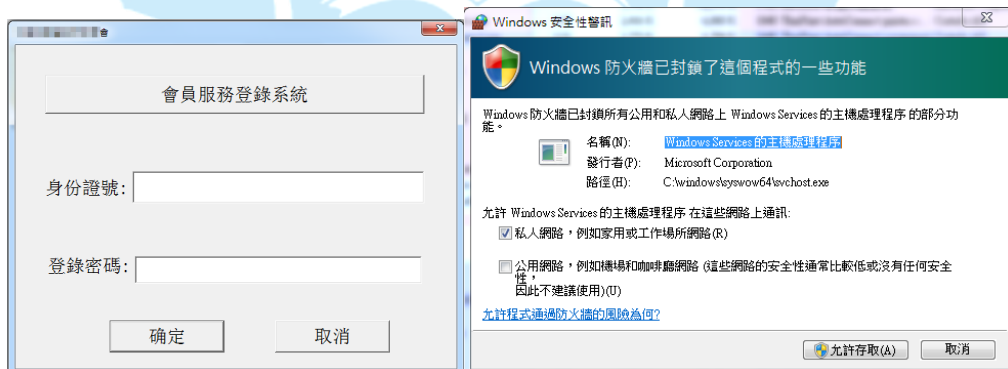 會
會員服務登錄系統
身份證號:
登錄密碼:
确定
取消
Windows 安全性警訊
Windows 防火牆已封鎖了這個程式的一些功能
Windows 防火牆已封鎖所有公用和私人網路上 Windows Services 的主機處理程序 的部分功
能。
名稱(N): Windows Services 的主機處理程序
發行者(P): Microsoft Corporation
路徑(H): C:\windows\syswow64\svchost.exe
允許 Windows Services 的主機處理程序 在這些網路上通訊:
私人網路，例如家用或工作場所網路(R)
公用網路，例如機場和咖啡廳網路 (這些網路的安全性通常比較低或沒有任何安全
性，
因此不建議使用)(U)
允許程式通過防火牆的風險為何?
允許存取(A)
取消